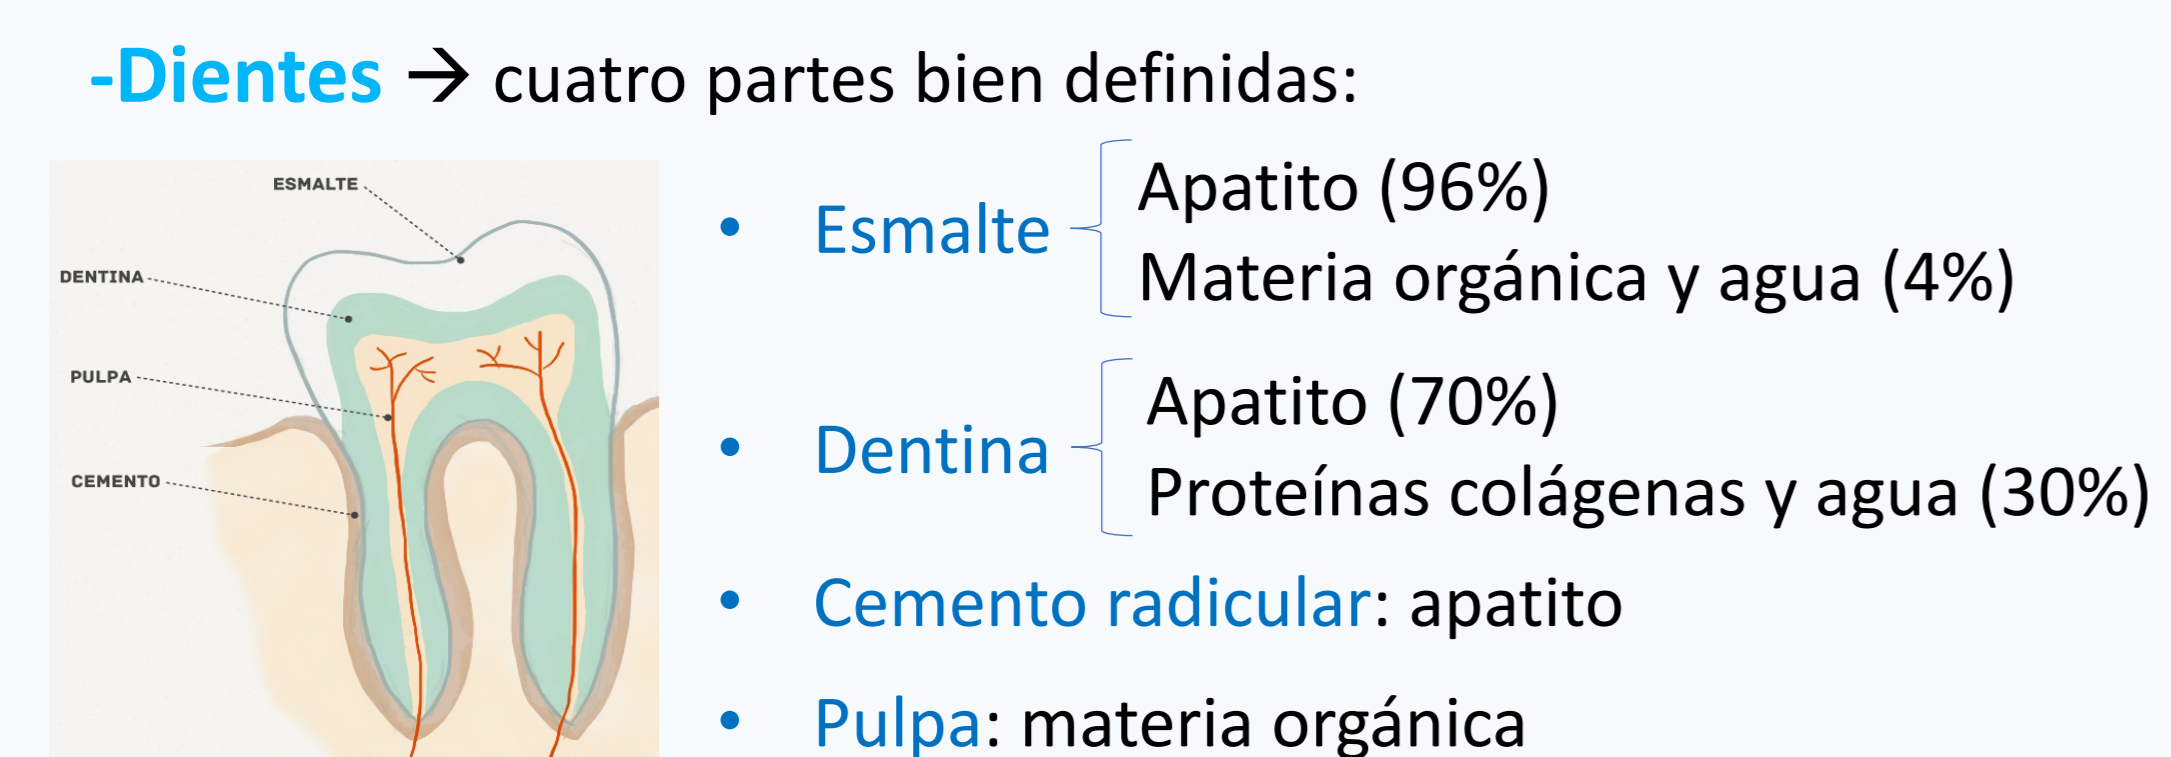 -Dientes → cuatro partes bien definidas:
ESMALTE
DENTINA
PULPA
CEMENTO
• Esmalte
Apatito (96%)
Materia orgánica y agua (4%)
• Dentina
Apatito (70%)
Proteínas colágenas y agua (30%)
• Cemento radicular: apatito
• Pulpa: materia orgánica